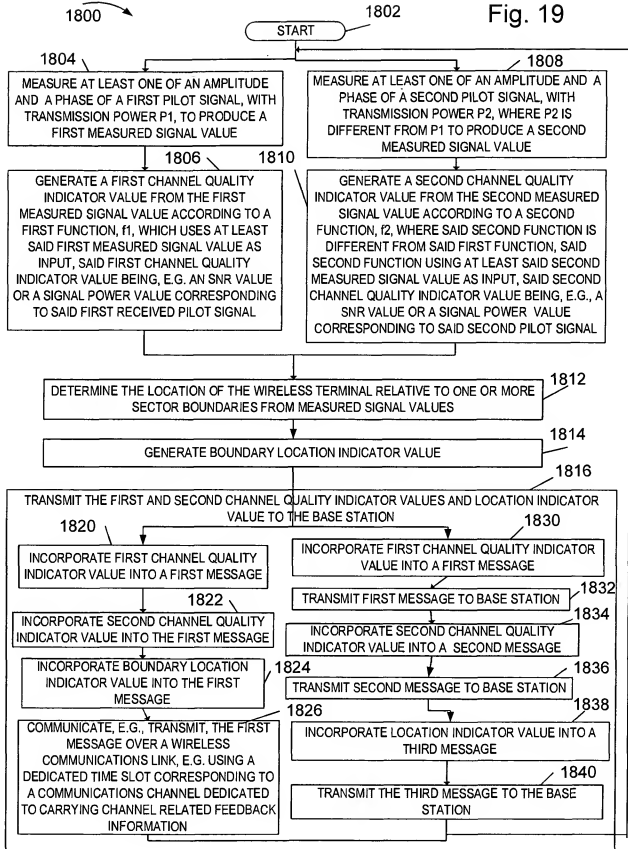 1800
1802
START
Fig. 19
1804
MEASURE AT LEAST ONE OF AN AMPLITUDE
AND A PHASE OF A FIRST PILOT SIGNAL, WITH
TRANSMISSION POWER P1, TO PRODUCE A
FIRST MEASURED SIGNAL VALUE
1808
MEASURE AT LEAST ONE OF AN AMPLITUDE AND A
PHASE OF A SECOND PILOT SIGNAL, WITH
TRANSMISSION POWER P2, WHERE P2 IS
DIFFERENT FROM P1 TO PRODUCE A SECOND
MEASURED SIGNAL VALUE
1806
GENERATE A FIRST CHANNEL QUALITY
INDICATOR VALUE FROM THE FIRST
MEASURED SIGNAL VALUE ACCORDING TO A
FIRST FUNCTION, f1, WHICH USES AT LEAST
SAID FIRST MEASURED SIGNAL VALUE AS
INPUT, SAID FIRST CHANNEL QUALITY
INDICATOR VALUE BEING, E.G. AN SNR VALUE
OR A SIGNAL POWER VALUE CORRESPONDING
TO SAID FIRST RECEIVED PILOT SIGNAL
1810
GENERATE A SECOND CHANNEL QUALITY
INDICATOR VALUE FROM THE SECOND MEASURED
SIGNAL VALUE ACCORDING TO A SECOND
FUNCTION, f2, WHERE SAID SECOND FUNCTION IS
DIFFERENT FROM SAID FIRST FUNCTION, SAID
SECOND FUNCTION USING AT LEAST SAID SECOND
MEASURED SIGNAL VALUE AS INPUT, SAID SECOND
CHANNEL QUALITY INDICATOR VALUE BEING, E.G., A
SNR VALUE OR A SIGNAL POWER VALUE
CORRESPONDING TO SAID SECOND PILOT SIGNAL
1812
DETERMINE THE LOCATION OF THE WIRELESS TERMINAL RELATIVE TO ONE OR MORE
SECTOR BOUNDARIES FROM MEASURED SIGNAL VALUES
1814
GENERATE BOUNDARY LOCATION INDICATOR VALUE
1816
TRANSMIT THE FIRST AND SECOND CHANNEL QUALITY INDICATOR VALUES AND LOCATION INDICATOR
VALUE TO THE BASE STATION
1820
INCORPORATE FIRST CHANNEL QUALITY
INDICATOR VALUE INTO A FIRST MESSAGE
1822
INCORPORATE SECOND CHANNEL QUALITY
INDICATOR VALUE INTO THE FIRST MESSAGE
INCORPORATE BOUNDARY LOCATION
INDICATOR VALUE INTO THE FIRST
MESSAGE
1824
1826
COMMUNICATE, E.G., TRANSMIT, THE FIRST
MESSAGE OVER A WIRELESS
COMMUNICATIONS LINK, E.G. USING A
DEDICATED TIME SLOT CORRESPONDING TO
A COMMUNICATIONS CHANNEL DEDICATED
TO CARRYING CHANNEL RELATED FEEDBACK
INFORMATION
1830
INCORPORATE FIRST CHANNEL QUALITY INDICATOR
VALUE INTO A FIRST MESSAGE
1832
TRANSMIT FIRST MESSAGE TO BASE STATION
1834
INCORPORATE SECOND CHANNEL QUALITY
INDICATOR VALUE INTO A SECOND MESSAGE
1836
TRANSMIT SECOND MESSAGE TO BASE STATION
1838
INCORPORATE LOCATION INDICATOR VALUE INTO A
THIRD MESSAGE
1840
TRANSMIT THE THIRD MESSAGE TO THE BASE
STATION